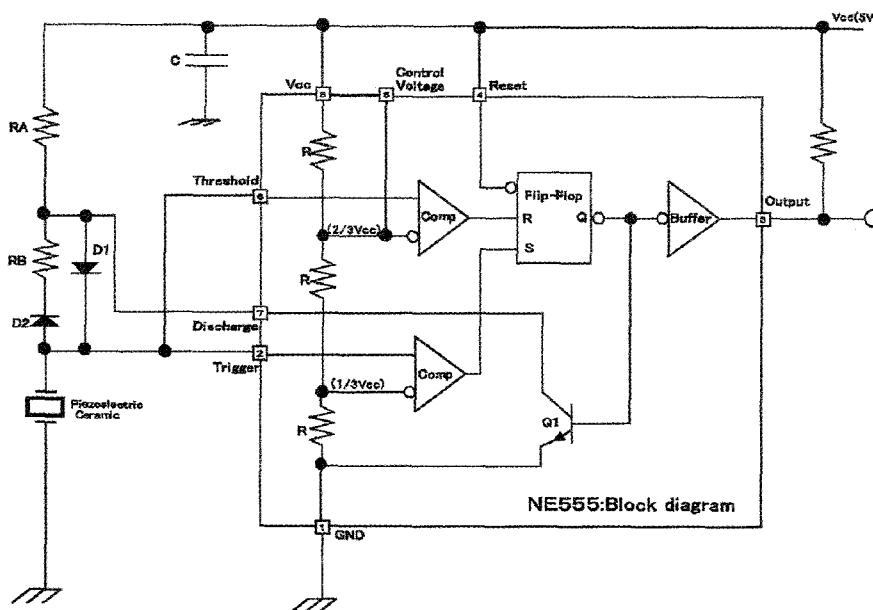 Vcc(5V)
C
Vcc
8
5
Control
Voltage
4
Reset
RA
R
Threshold
6
Comp
Flip-Flop
R
S
Q
Buffer
Output
3
(2/3Vcc)
RB
D1
R
D2
7
Discharge
2
Trigger
Comp
(1/3Vcc)
Piezoelectric
Ceramic
R
Q1
NE555:Block diagram
1
GND